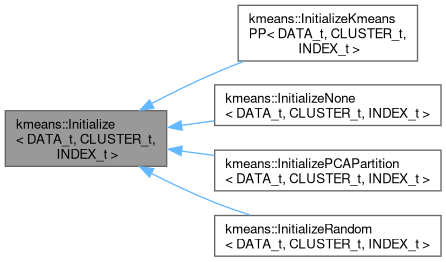 kmeans::InitializeKmeans
PP< DATA_t, CLUSTER_t,
INDEX_t >
kmeans::InitializeNone
< DATA_t, CLUSTER_t, INDEX_t >
kmeans::Initialize
< DATA_t, CLUSTER_t,
INDEX_t >
kmeans::InitializePCAPartition
< DATA_t, CLUSTER_t, INDEX_t >
kmeans::InitializeRandom
< DATA_t, CLUSTER_t, INDEX_t >